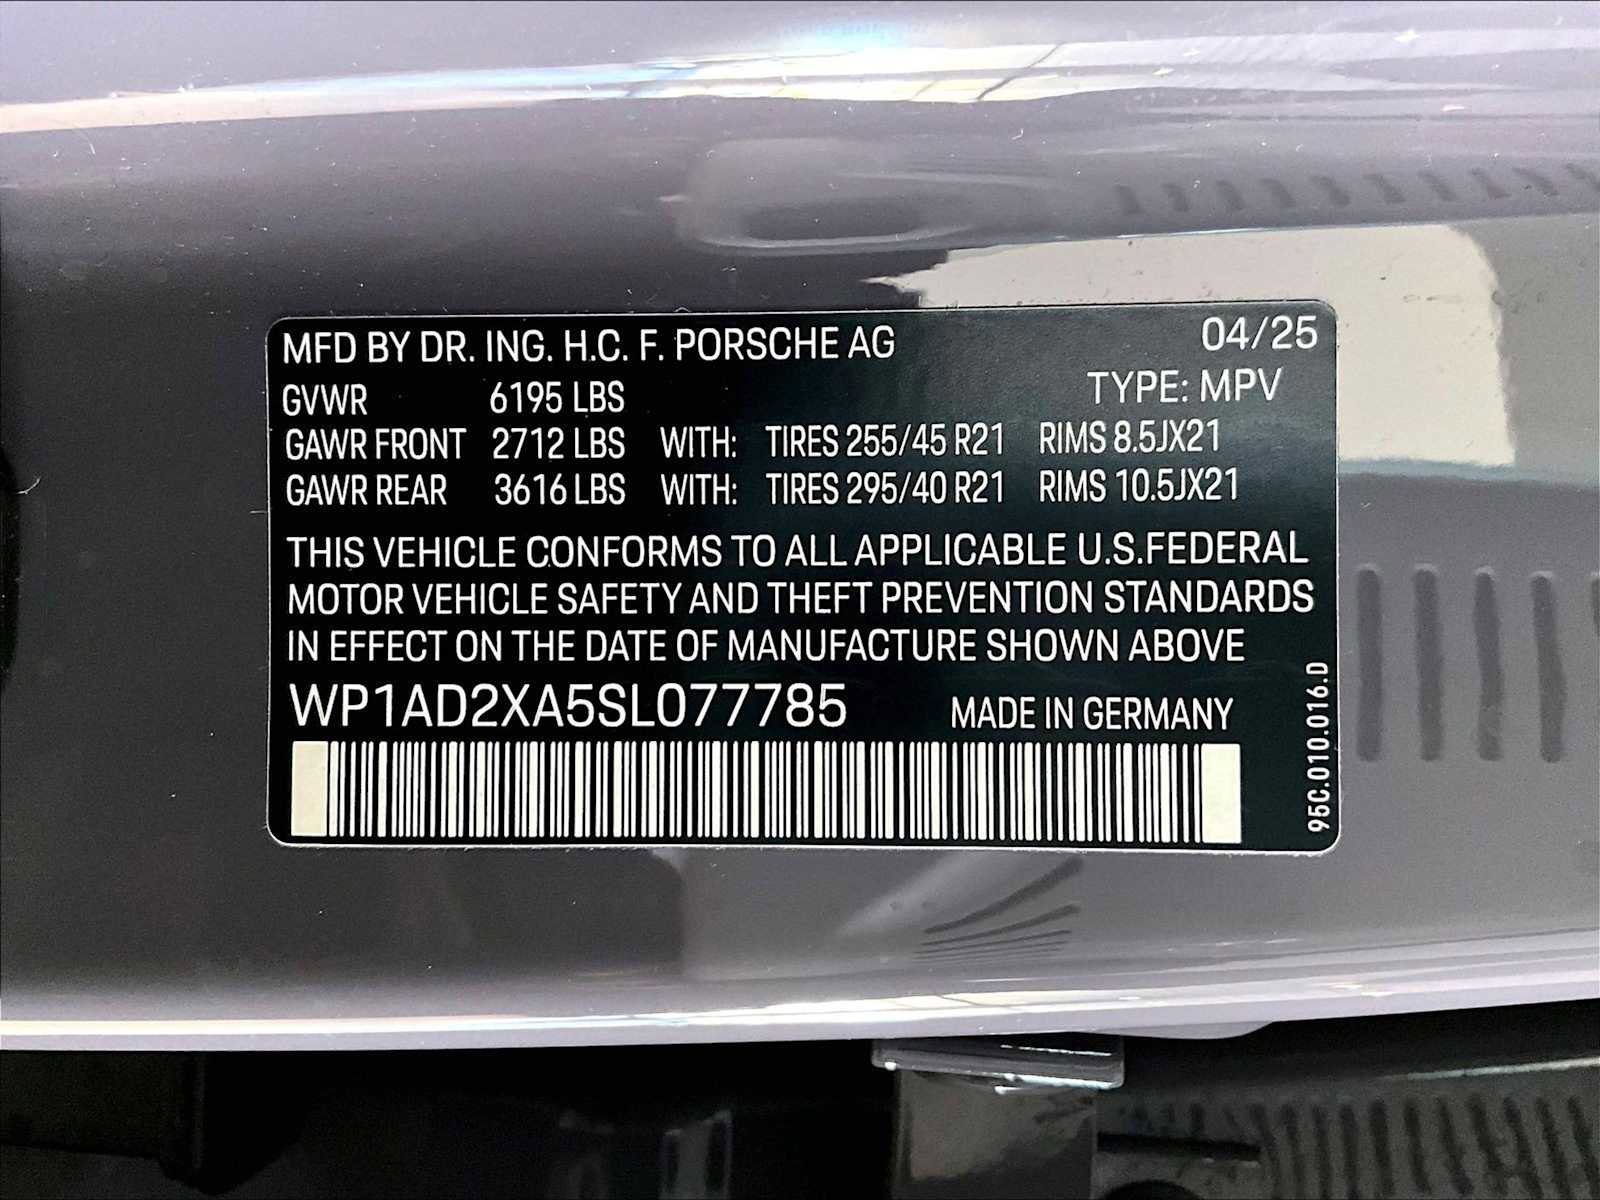 MFD BY DR. ING. H.C. F. PORSCHE AG 04/25
TYPE: MPV
GVWR 6195 LBS
GAWR FRONT 2712 LBS WITH: TIRES 255/45 R21 RIMS 8.5JX21
GAWR REAR 3616 LBS WITH: TIRES 295/40 R21 RIMS 10.5JX21
THIS VEHICLE CONFORMS TO ALL APPLICABLE U.S.FEDERAL
MOTOR VEHICLE SAFETY AND THEFT PREVENTION STANDARDS
IN EFFECT ON THE DATE OF MANUFACTURE SHOWN ABOVE
WP1AD2XA5SL077785 MADE IN GERMANY
95C.010.016.D